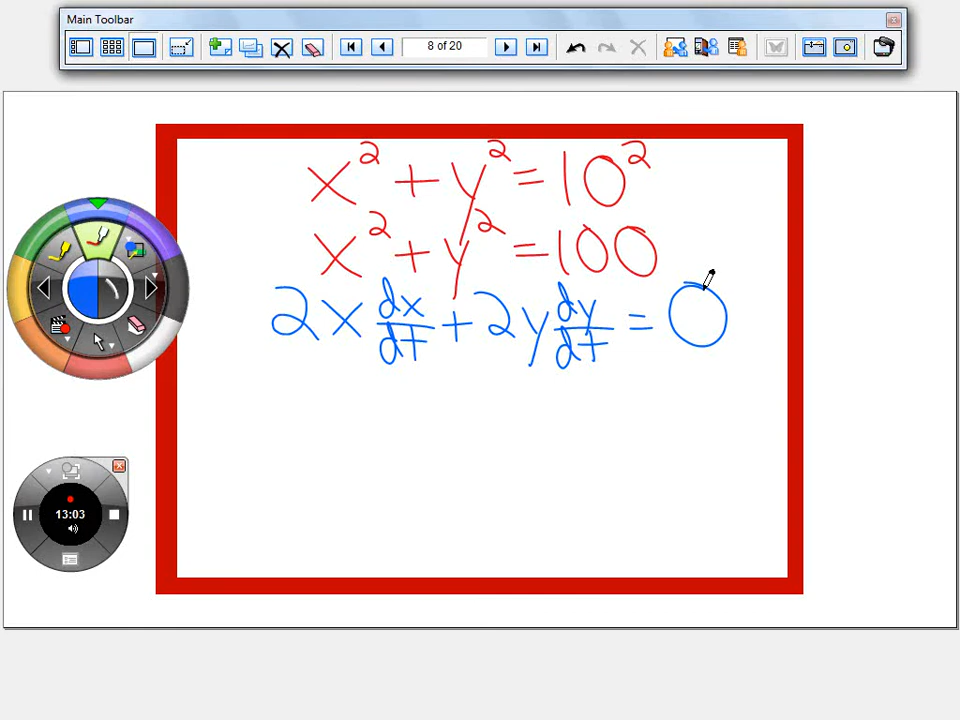 Main Toolbar
8 of 20
x² + y² = 10²
x² + y² = 100
2x dx/dT + 2y dy/dT = 0
13:03